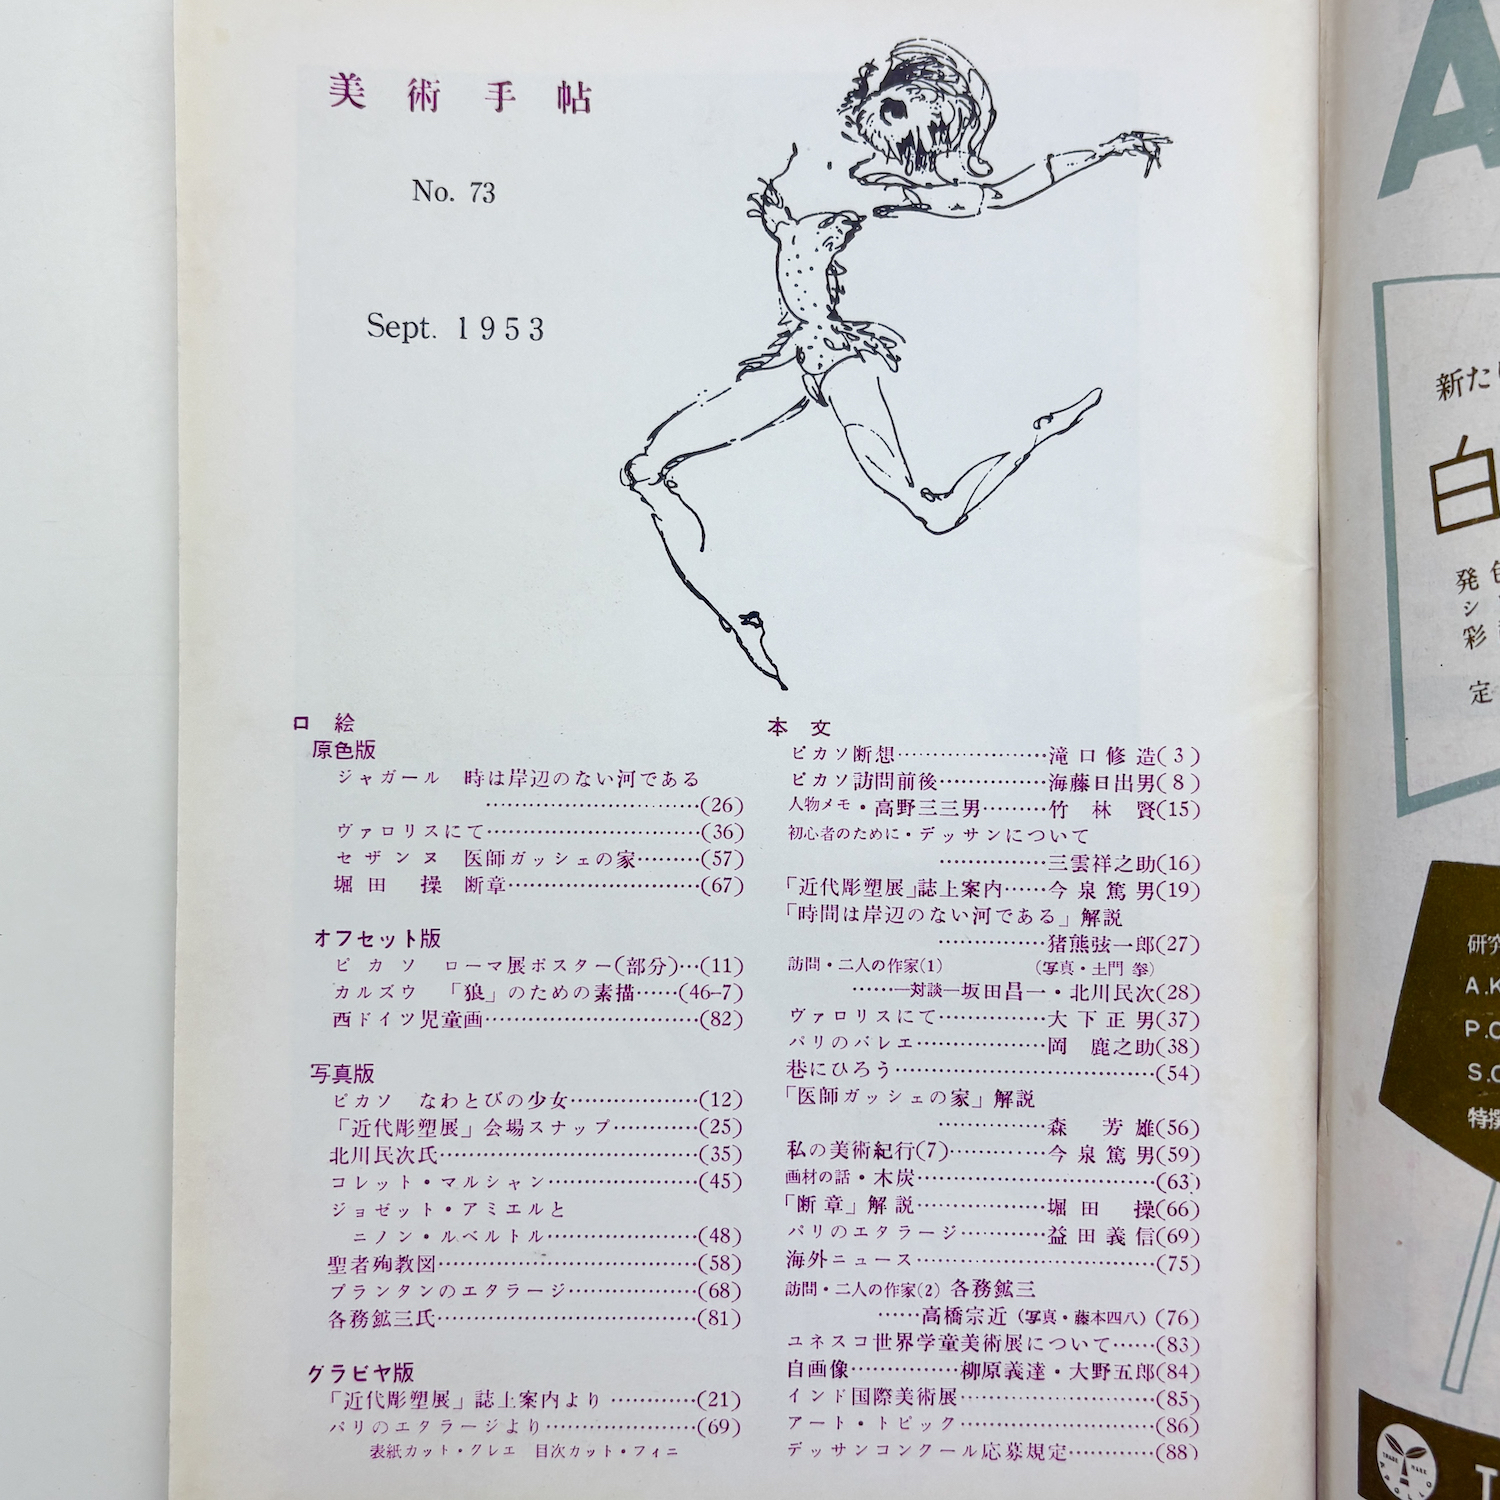 美術手帖
No. 73
Sept. 1953
口絵
原色版
ジャガール 時は岸辺のない河である
……………………(26)
ヴァロリスにて……………………(36)
セザンヌ 医師ガッシェの家………(57)
堀田 操 断章……………………(67)
オフセット版
ピカソ ローマ展ポスター(部分)…(11)
カルズウ 「狼」のための素描……(46-7)
西ドイツ児童画……………………(82)
写真版
ピカソ なわとびの少女………………(12)
「近代彫塑展」会場スナップ…………(25)
北川民次氏……………………(35)
コレット・マルシャン………………(45)
ジョゼット・アミエルと
ニノン・ルベルトル………………(48)
聖者殉教図……………………(58)
プランタンのエタラージ……………(68)
各務鉱三氏……………………(81)
グラビヤ版
「近代彫塑展」誌上案内より…………(21)
パリのエタラージより………………(69)
表紙カット・クレエ 目次カット・フィニ
本文
ピカソ断想………………滝口修造(3)
ピカソ訪問前後……………海藤日出男(8)
人物メモ・高野三三男………竹林 賢(15)
初心者のために・デッサンについて
……………三雲祥之助(16)
「近代彫塑展」誌上案内……今泉篤男(19)
「時間は岸辺のない河である」解説
……………猪熊弦一郎(27)
訪問・二人の作家(1) (写真・土門 拳)
……―対談―坂田昌一・北川民次(28)
ヴァロリスにて……………大下正男(37)
パリのバレエ………………岡 鹿之助(38)
巷にひろう……………………(54)
「医師ガッシェの家」解説
……………森 芳雄(56)
私の美術紀行(7)…………今泉篤男(59)
画材の話・木炭……………………(63)
「断章」解説………………堀田 操(66)
パリのエタラージ…………益田義信(69)
海外ニュース……………………(75)
訪問・二人の作家(2) 各務鉱三
……高橋宗近(写真・藤本四八)(76)
ユネスコ世界学童美術展について……(83)
自画像……………柳原義達・大野五郎(84)
インド国際美術展……………………(85)
アート・トピック……………………(86)
デッサンコンクール応募規定…………(88)
A
新た
白
発色
シ
彩
定
研究
A.K
P.C
S.C
特撰
TRADE MARK
APOLLO
T